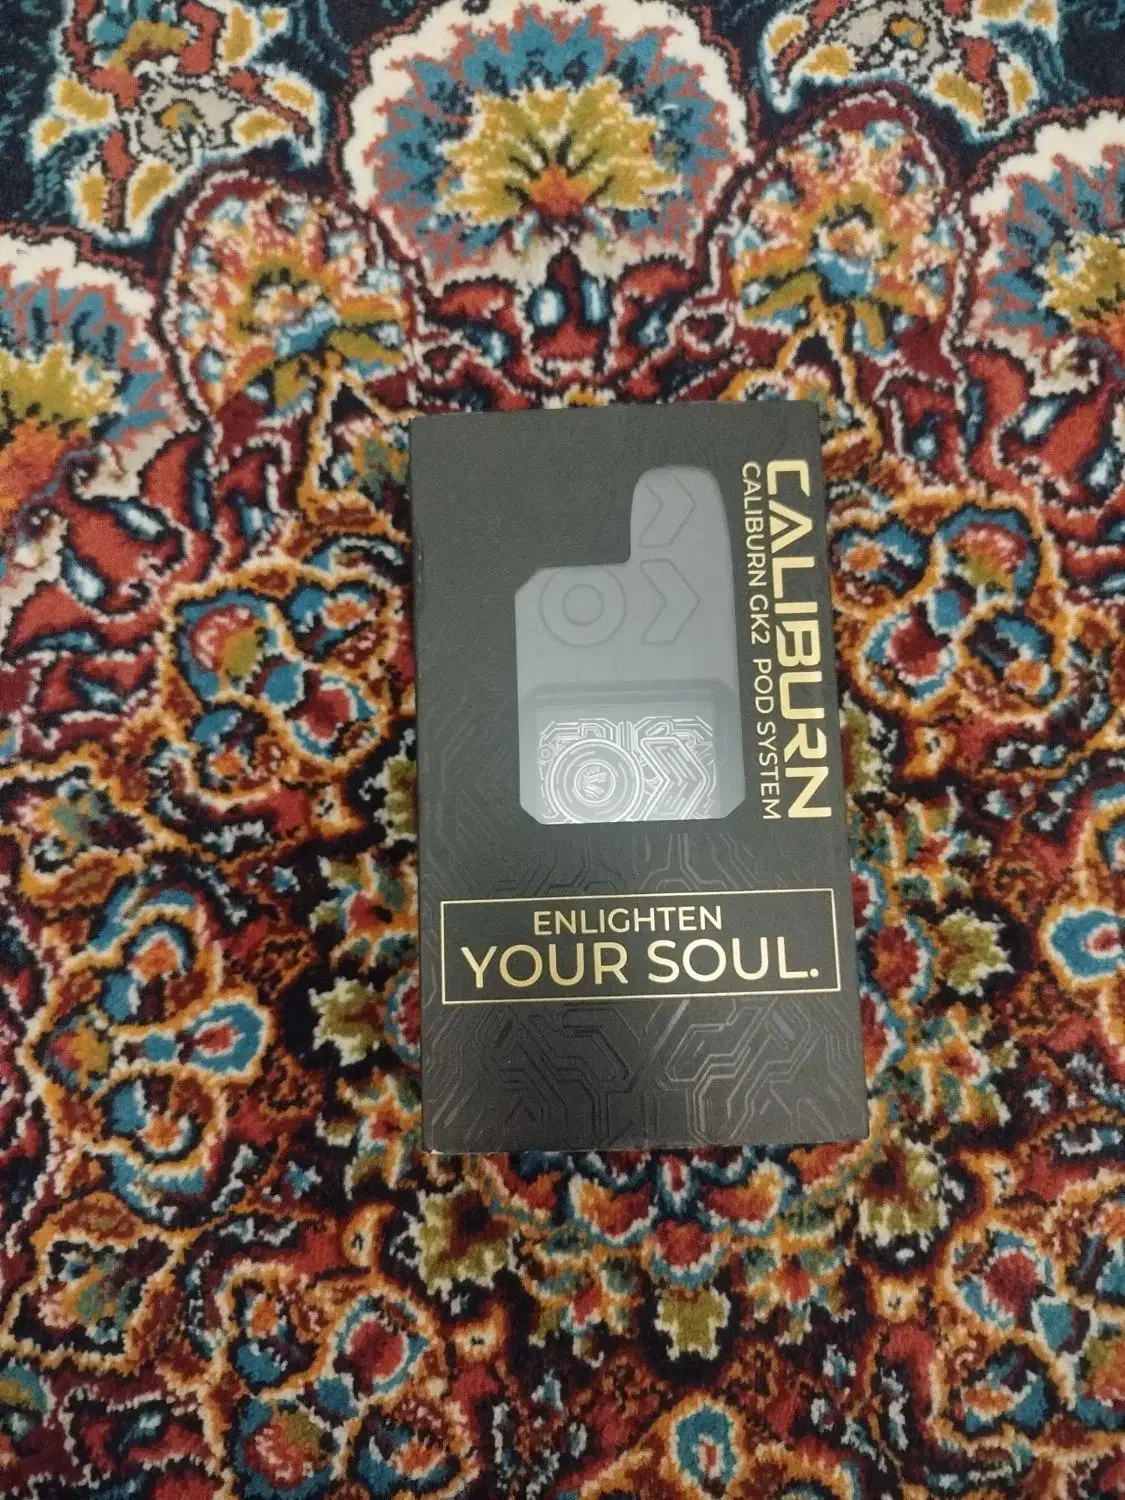 CALIBURN
CALIBURN GK2 POD SYSTEM
ENLIGHTEN
YOUR SOUL.